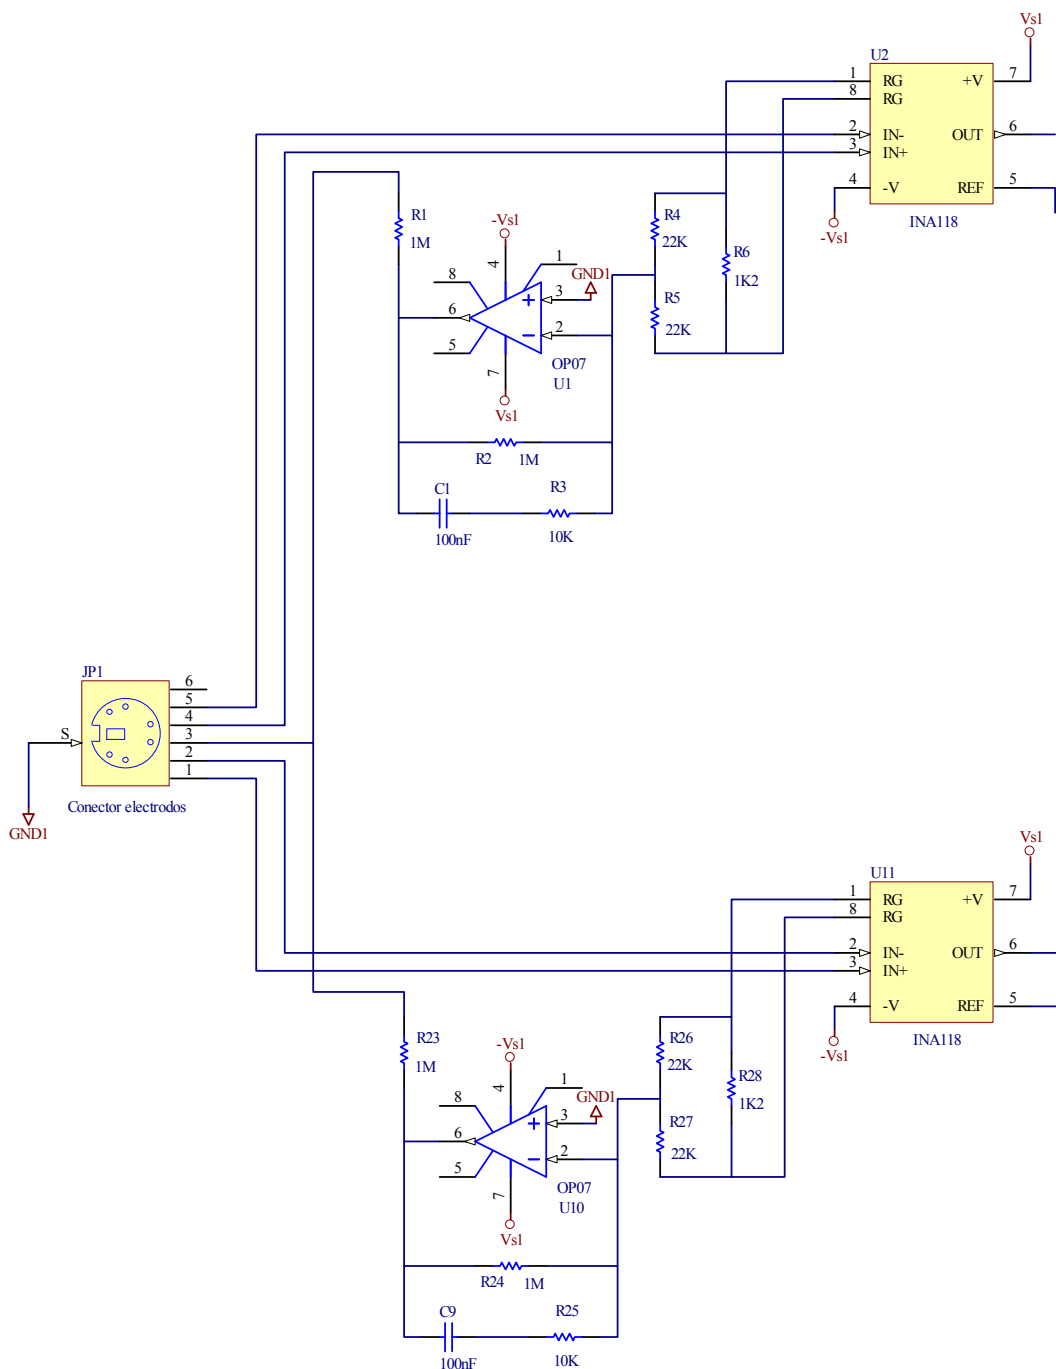 Vs1
U2
1 RG +V 7
8 RG
2 IN- OUT 6
3 IN+
4 -V REF 5
-Vs1
INA118
R1
1M
-Vs1
4
1
8
GND1
3
6
2
5
7
OP07
U1
Vs1
R4
22K
R6
1K2
R5
22K
R2 1M
C1
100nF
R3
10K
JP1
6
5
4
S
3
2
1
Conector electrodos
GND1
Vs1
U11
1 RG +V 7
8 RG
2 IN- OUT 6
3 IN+
4 -V REF 5
-Vs1
INA118
R23
1M
-Vs1
4
1
8
GND1
3
6
2
5
7
OP07
U10
Vs1
R26
22K
R28
1K2
R27
22K
R24 1M
C9
100nF
R25
10K